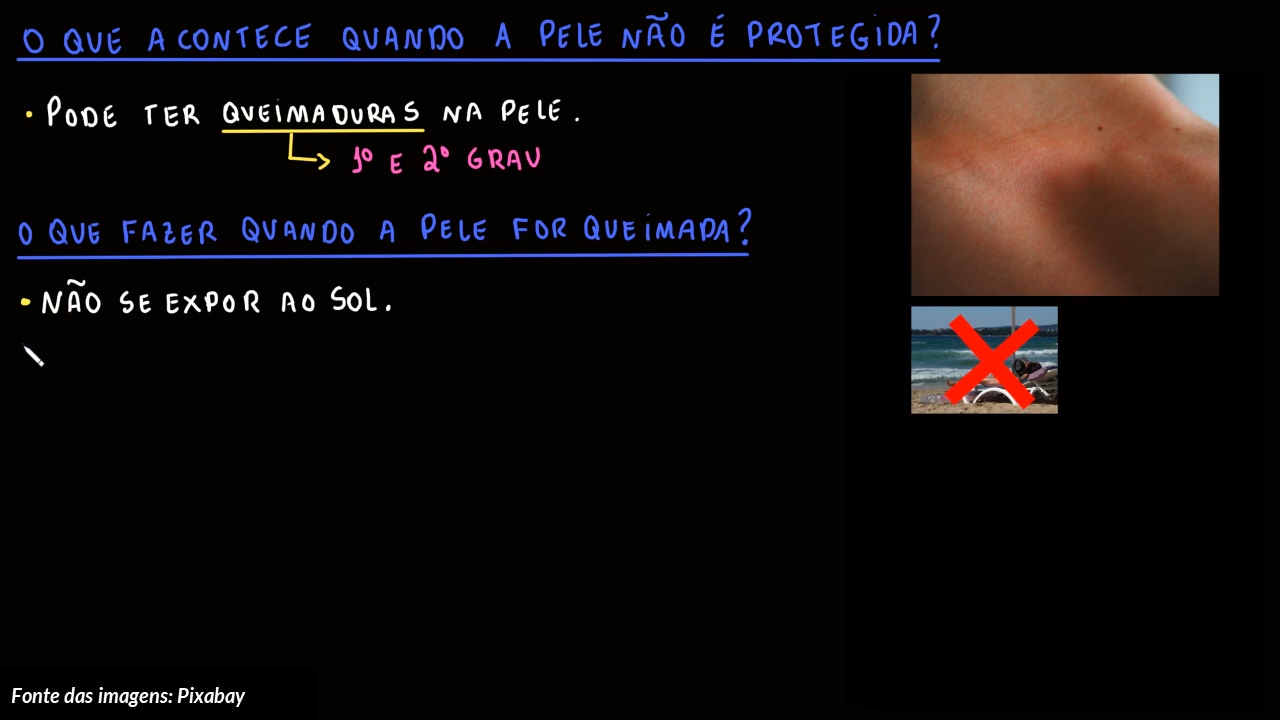 O QUE ACONTECE QUANDO A PELE NÃO É PROTEGIDA?
• PODE TER QUEIMADURAS NA PELE.
1º E 2º GRAU
O QUE FAZER QUANDO A PELE FOR QUEIMADA?
• NÃO SE EXPOR AO SOL.
Fonte das imagens: Pixabay